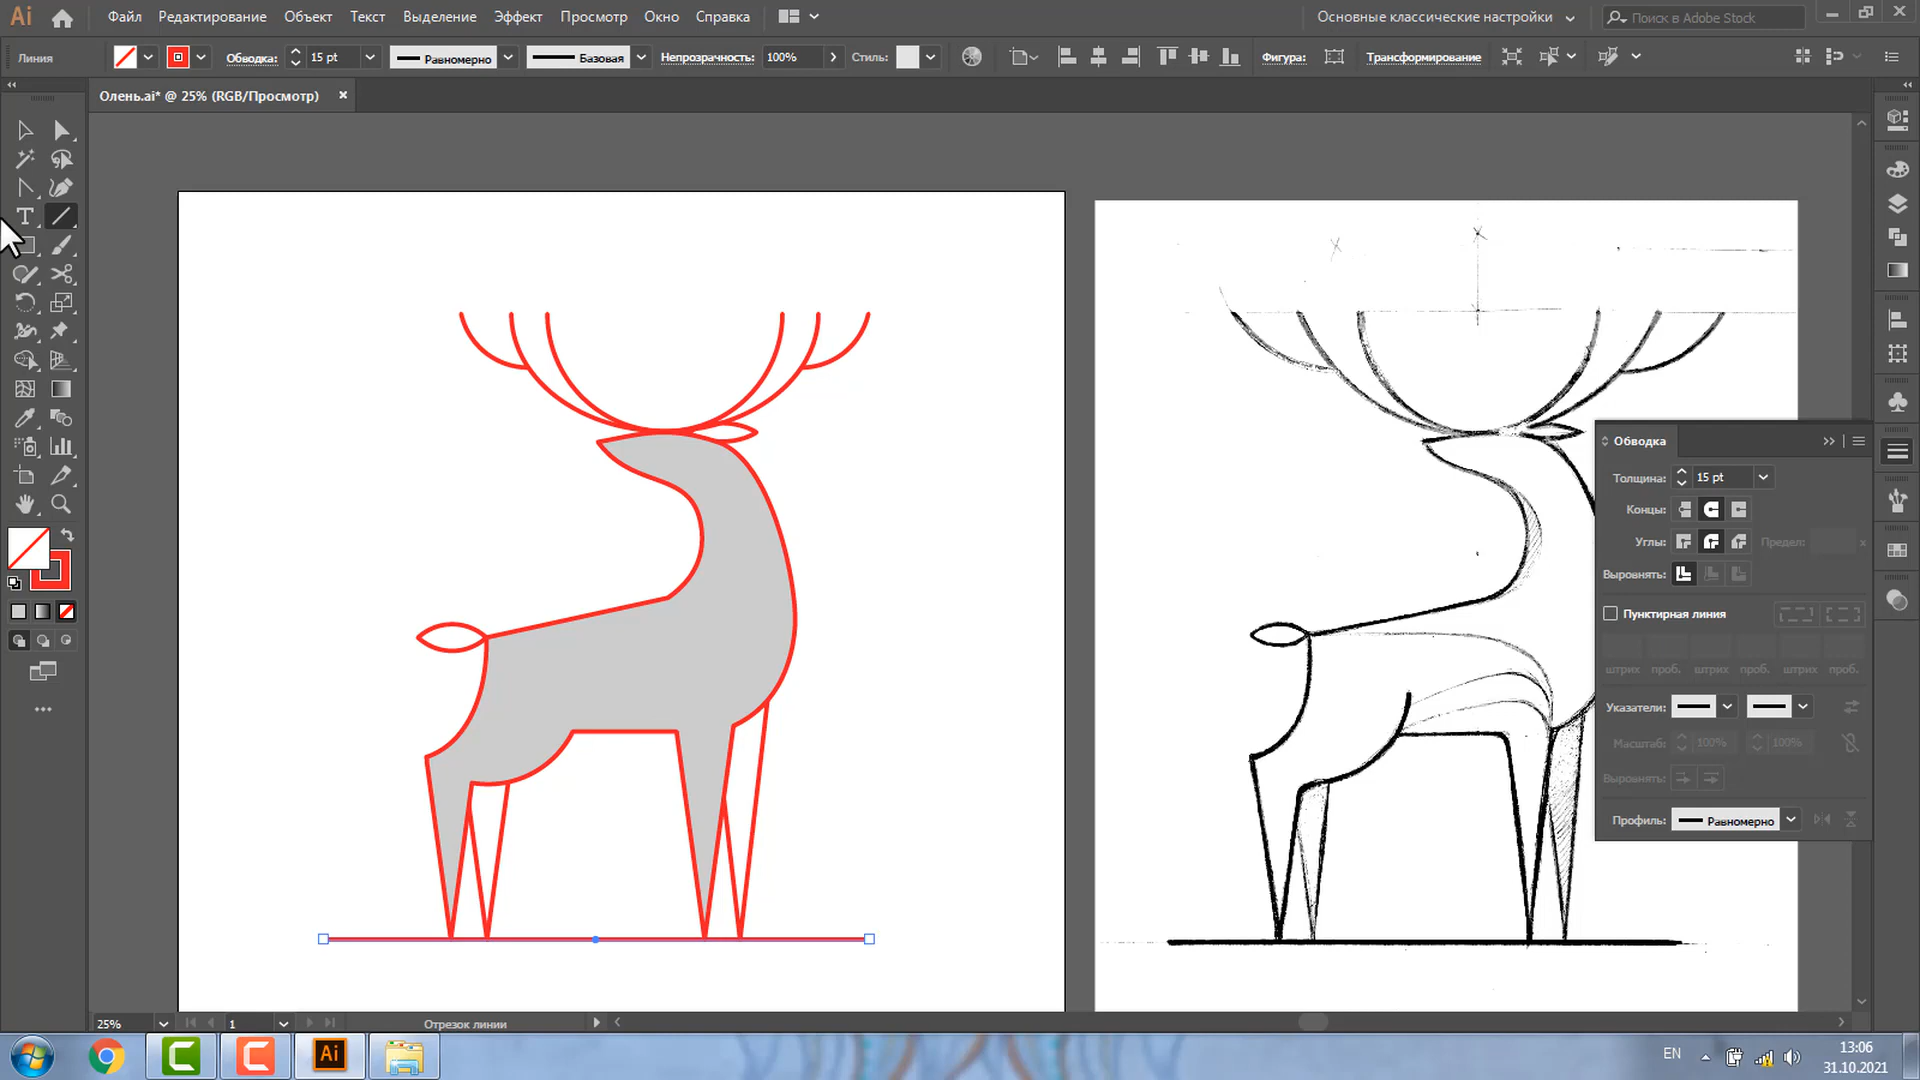 Ai Файл Редактирование Объект Текст Выделение Эффект Просмотр Окно Справка Основные классические настройки Поиск в Adobe Stock
Линия Обводка: 15 pt Равномерно Базовая Непрозрачность: 100% Стиль: Фигура: Трансформирование
Олень.ai* @ 25% (RGB/Просмотр) ×
Обводка
Толщина: 15 pt
Концы:
Углы: Предел: x
Выровнять:
Пунктирная линия
штрих проб. штрих проб. штрих проб.
Указатели:
Масштаб: 100% 100%
Выровнять:
Профиль: Равномерно
25% 1 Отрезок линии
Ai EN 13:06
31.10.2021